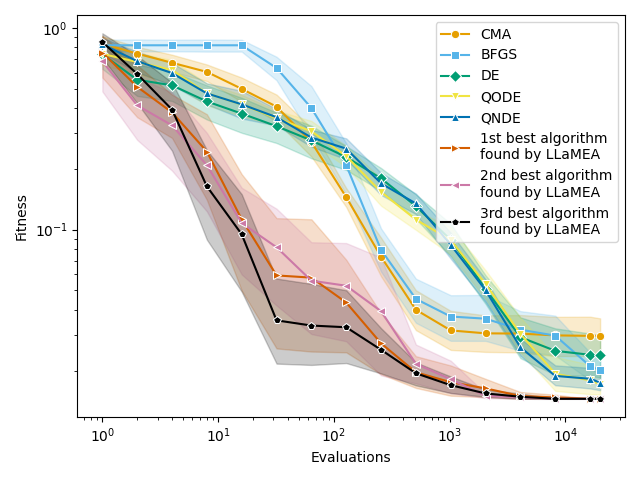 10⁰
10⁻¹
Fitness
CMA
BFGS
DE
QODE
QNDE
1st best algorithm
found by LLaMEA
2nd best algorithm
found by LLaMEA
3rd best algorithm
found by LLaMEA
10⁰ 10¹ 10² 10³ 10⁴
Evaluations